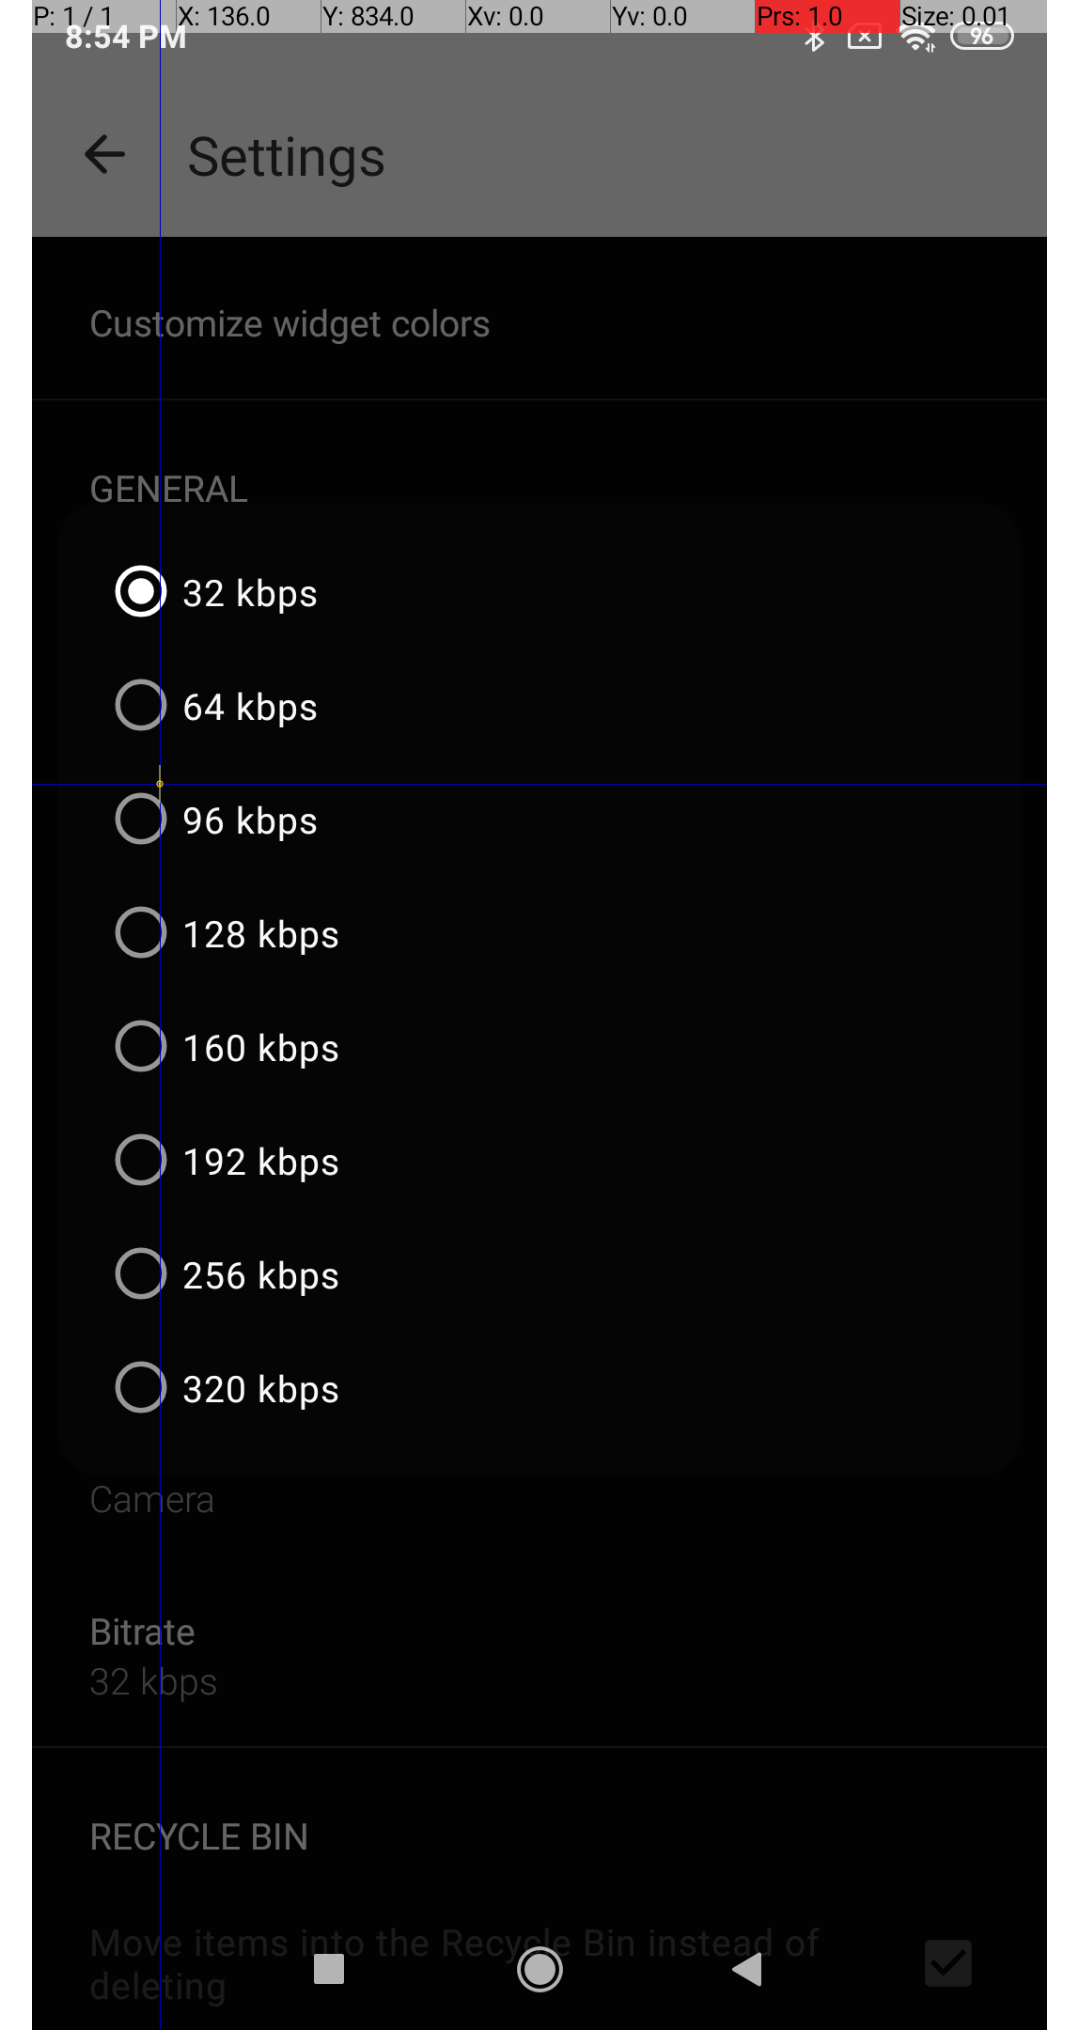 P: 1 / 1 X: 136.0 Y: 834.0 Xv: 0.0 Yv: 0.0 Prs: 1.0 Size: 0.01
8:54 PM 96
Settings
Customize widget colors
GENERAL
32 kbps
64 kbps
96 kbps
128 kbps
160 kbps
192 kbps
256 kbps
320 kbps
Camera
Bitrate
32 kbps
RECYCLE BIN
Move items into the Recycle Bin instead of
deleting